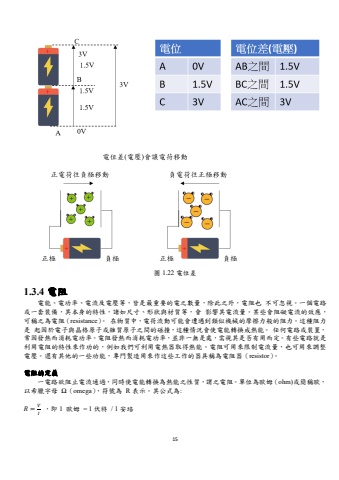 C
3V
1.5V
B
1.5V
3V
1.5V
A 0V
電位
A 0V
B 1.5V
C 3V
電位差(電壓)
AB之間 1.5V
BC之間 1.5V
AC之間 3V
電位差(電壓)會讓電荷移動
正電荷往負極移動
負電荷往正極移動
正極 負極
正極 負極
圖 1.22 電位差
1.3.4 電阻
電能、電功率、電流及電壓等，皆是最重要的電之數量，除此之外，電阻也 不可忽視。一個電路
或一套裝備，其本身的特性，諸如尺寸、形狀與材質等，會 影響其電流量，某些會阻礙電流的效應，
可稱之為電阻（resistance）。 在物質中，電荷流動可能會遭遇到類似機械的摩擦力般的阻力，這種阻力
是 起因於電子與晶格原子或雜質原子之間的碰撞，這種情況會使電能轉換成熱能。 任何電路或裝置，
常因發熱而消耗電功率，電阻發熱而消耗電功率，並非一無是處，需視其是否有用而定，有些電路就是
利用電阻的特性來作功的，例如我們可利用電熱器取得熱能。電阻可用來限制電流量，也可用來調整
電壓，還有其他的一些功能，專門製造用來作這些工作的器具稱為電阻器（resistor）。
電阻的定義
一電路欲阻止電流通過，同時使電能轉換為熱能之性質，謂之電阻，單位為歐姆 (ohm)或簡稱歐，
以希臘字母 Ω（omega），符號為 R 表示，其公式為:
R = v/I ，即 1 歐姆 =1 伏特 / 1 安培
15